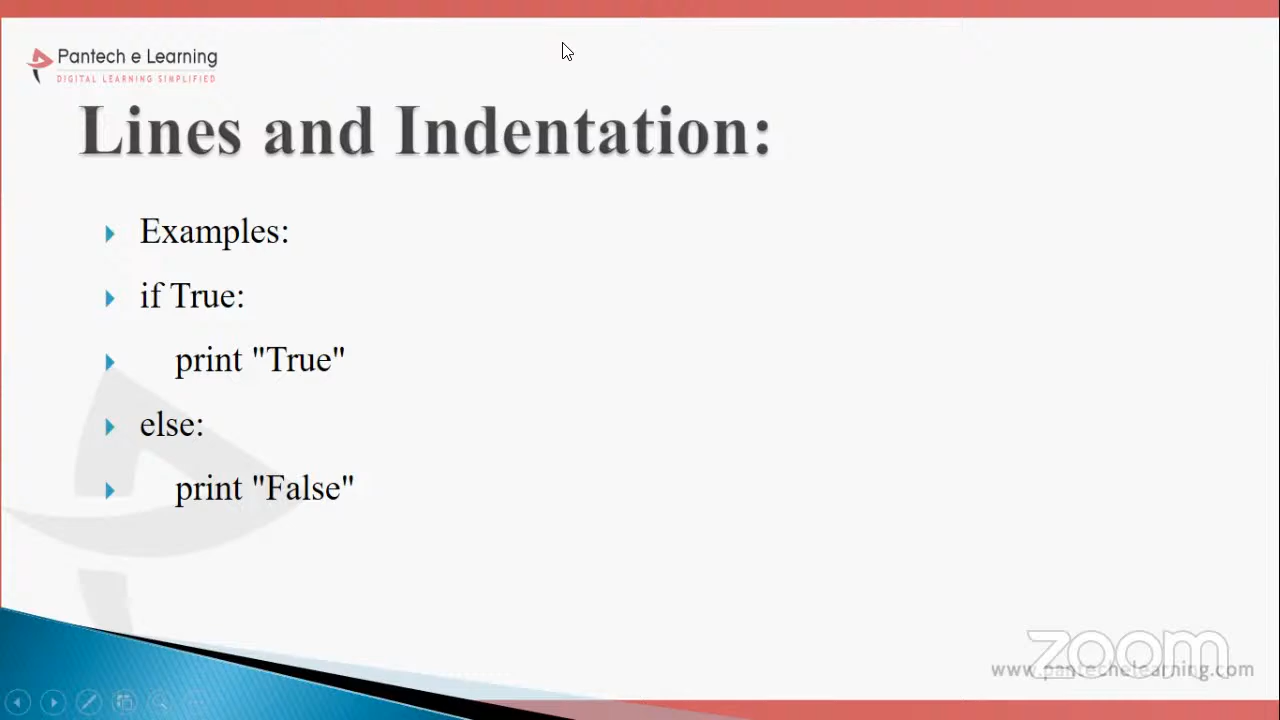 Pantech e Learning
DIGITAL LEARNING SIMPLIFIED
Lines and Indentation:
Examples:
if True:
print "True"
else:
print "False"
zoom
www.pantechelearning.com